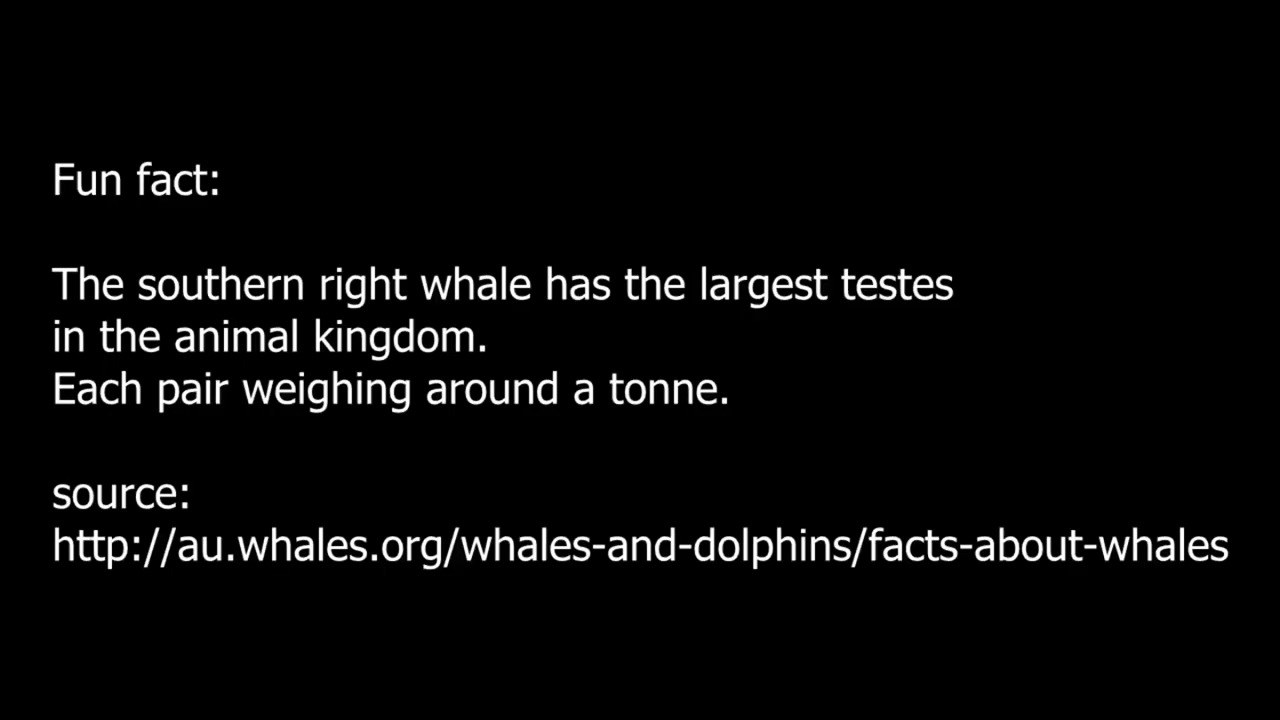 Fun fact:
The southern right whale has the largest testes
in the animal kingdom.
Each pair weighing around a tonne.
source:
http://au.whales.org/whales-and-dolphins/facts-about-whales